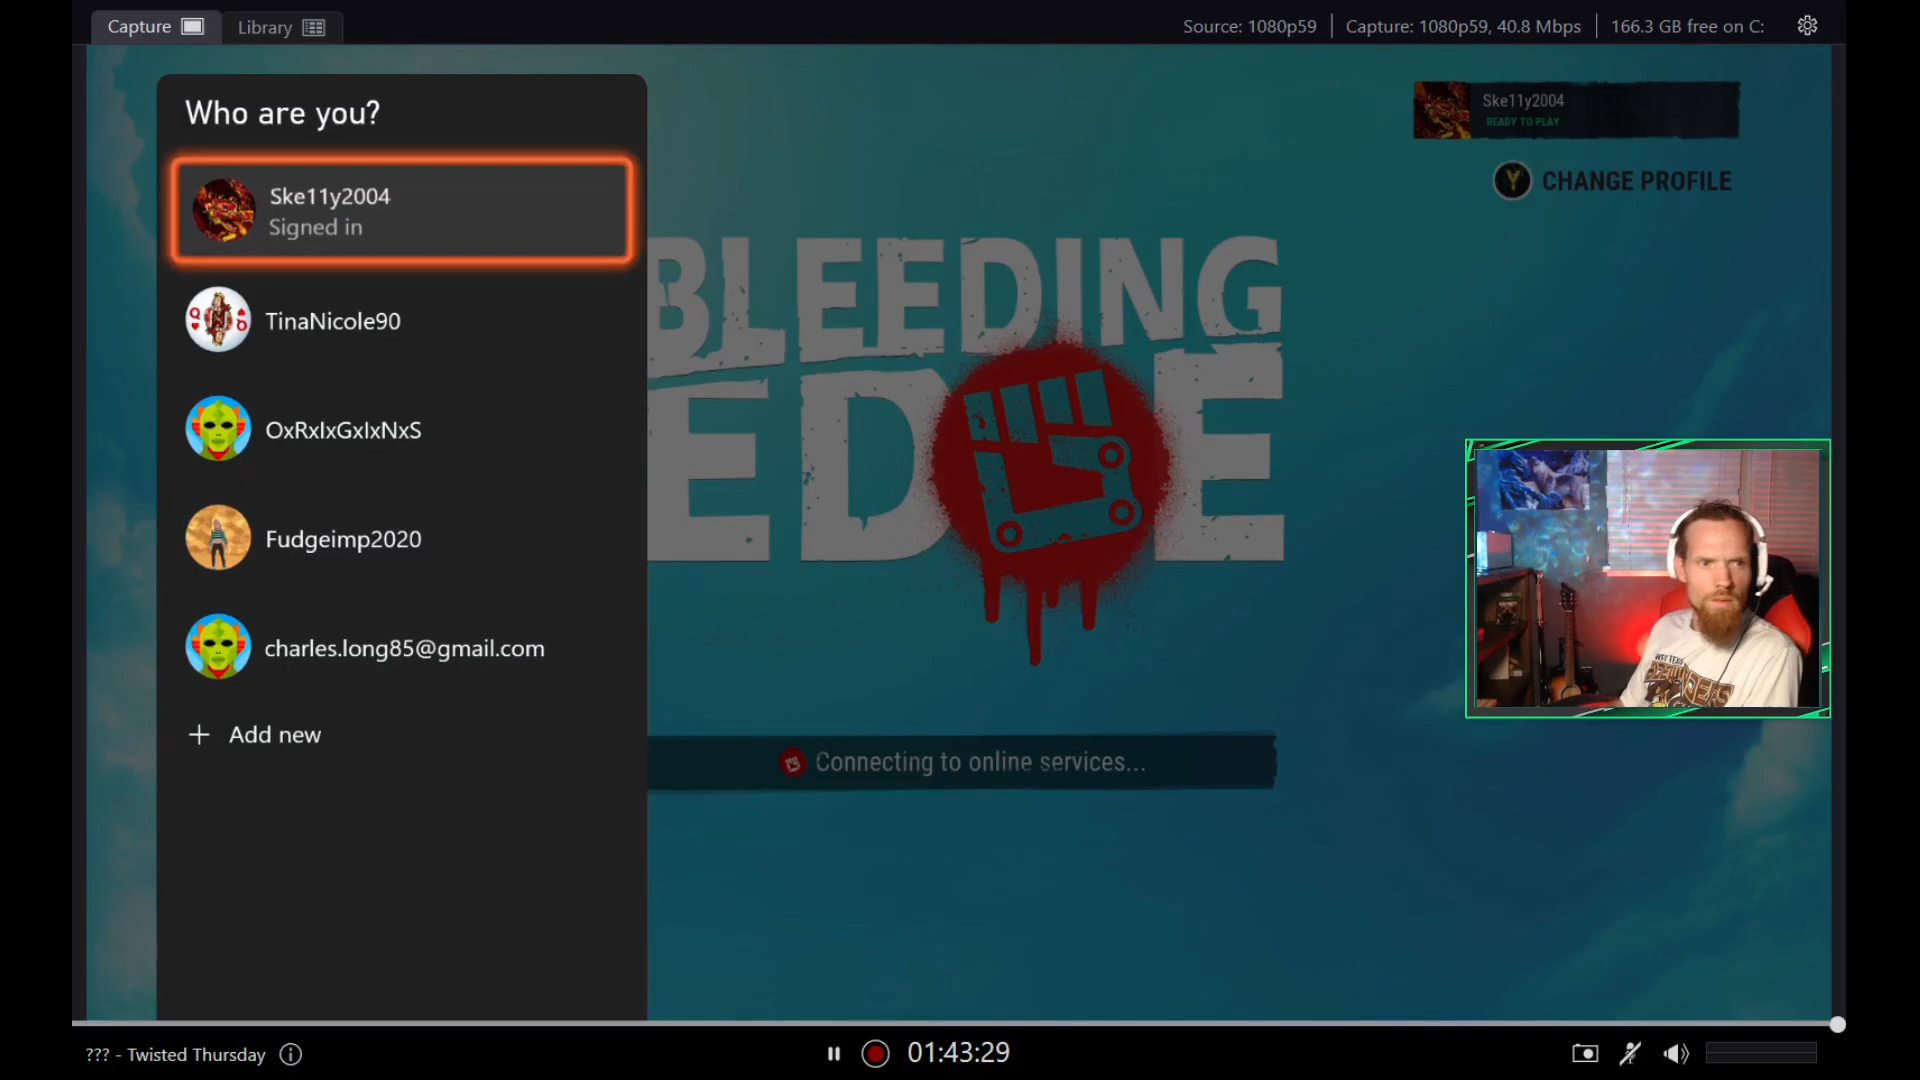 Capture
Library
Source: 1080p59
Capture: 1080p59, 40.8 Mbps
166.3 GB free on C:
Who are you?
Ske11y2004
Signed in
TinaNicole90
OxRxIxGxIxNxS
Fudgeimp2020
charles.long85@gmail.com
+ Add new
Ske11y2004
READY TO PLAY
Y CHANGE PROFILE
BLEEDING
EDGE
Connecting to online services...
??? - Twisted Thursday
01:43:29